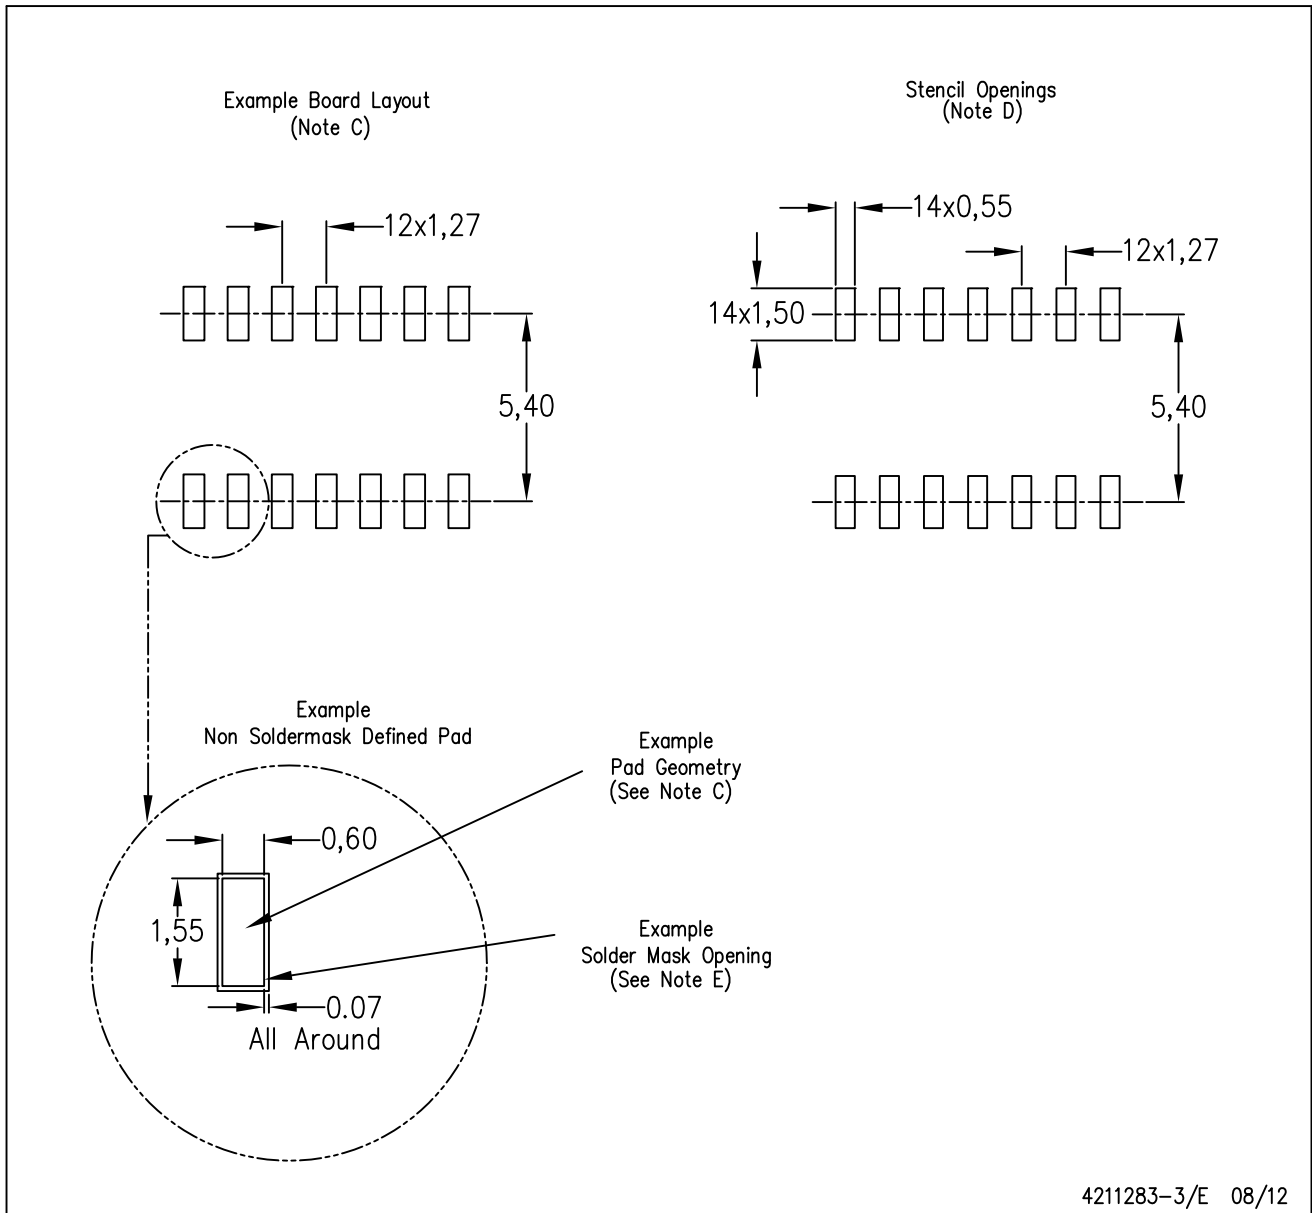 Example Board Layout
(Note C)
Stencil Openings
(Note D)
12x1,27
5,40
14x0,55
12x1,27
14x1,50
5,40
Example
Non Soldermask Defined Pad
Example
Pad Geometry
(See Note C)
0,60
1,55
Example
Solder Mask Opening
(See Note E)
0.07
All Around
4211283-3/E 08/12